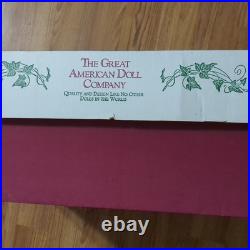 THE GREAT
AMERICAN DOLL
COMPANY
QUALITY AND DESIGN LIKE NO OTHER
DOLLS IN THE WORLD